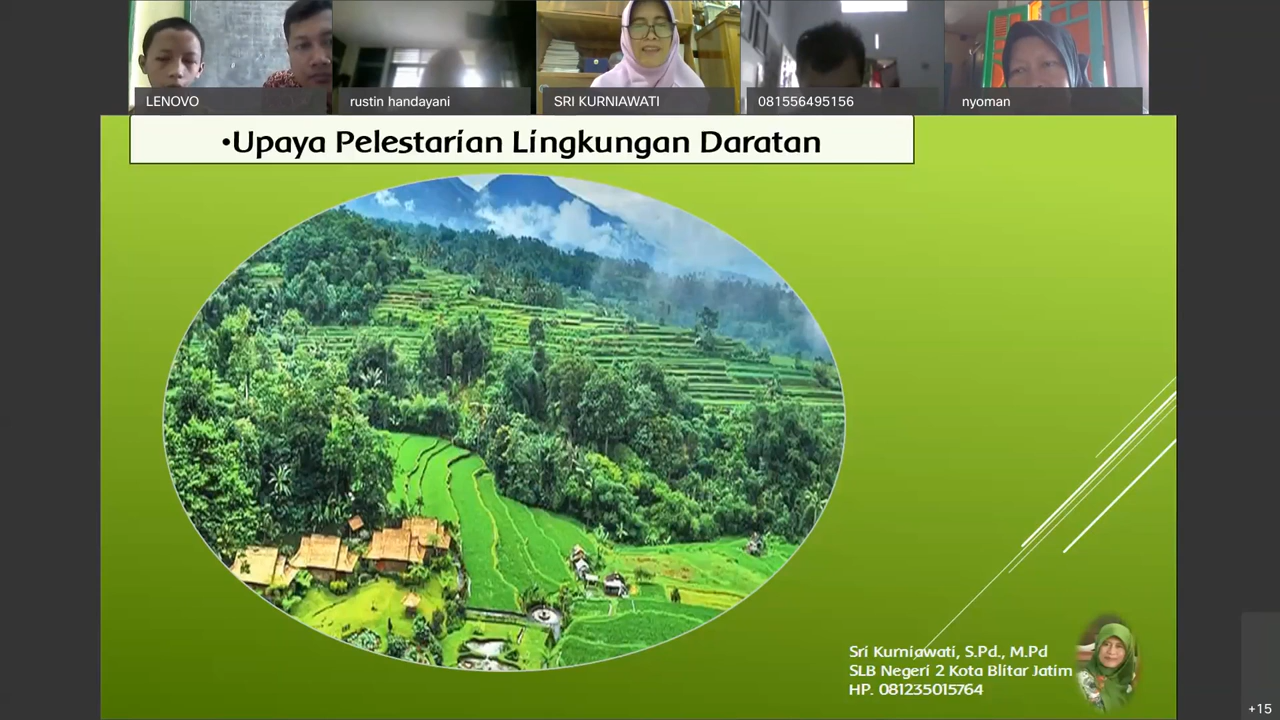 LENOVO
rustin handayani
SRI KURNIAWATI
081556495156
nyoman
•Upaya Pelestarian Lingkungan Daratan
Sri Kurniawati, S.Pd., M.Pd
SLB Negeri 2 Kota Blitar Jatim
HP. 081235015764
+15